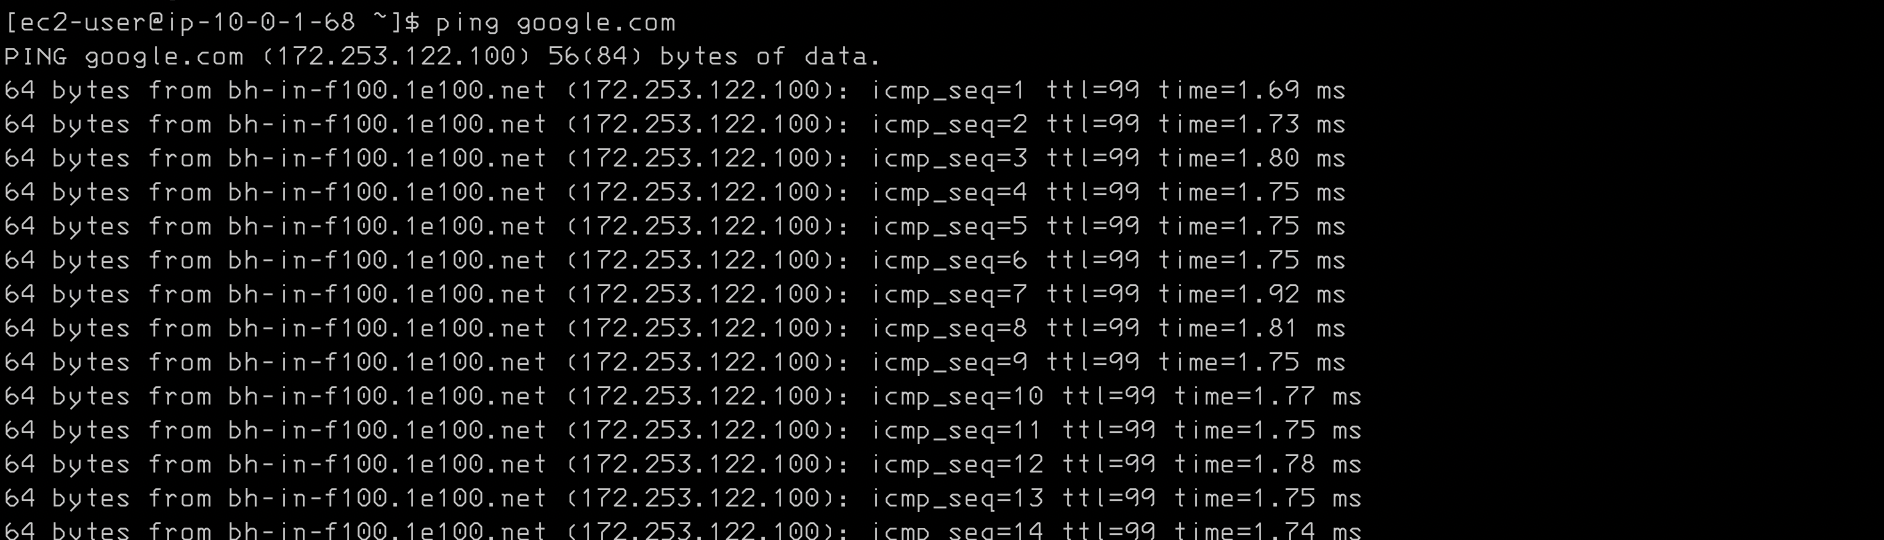 [ec2-user@ip-10-0-1-68 ~]$ ping google.com
PING google.com (172.253.122.100) 56(84) bytes of data.
64 bytes from bh-in-f100.1e100.net (172.253.122.100): icmp_seq=1 ttl=99 time=1.69 ms
64 bytes from bh-in-f100.1e100.net (172.253.122.100): icmp_seq=2 ttl=99 time=1.73 ms
64 bytes from bh-in-f100.1e100.net (172.253.122.100): icmp_seq=3 ttl=99 time=1.80 ms
64 bytes from bh-in-f100.1e100.net (172.253.122.100): icmp_seq=4 ttl=99 time=1.75 ms
64 bytes from bh-in-f100.1e100.net (172.253.122.100): icmp_seq=5 ttl=99 time=1.75 ms
64 bytes from bh-in-f100.1e100.net (172.253.122.100): icmp_seq=6 ttl=99 time=1.75 ms
64 bytes from bh-in-f100.1e100.net (172.253.122.100): icmp_seq=7 ttl=99 time=1.92 ms
64 bytes from bh-in-f100.1e100.net (172.253.122.100): icmp_seq=8 ttl=99 time=1.81 ms
64 bytes from bh-in-f100.1e100.net (172.253.122.100): icmp_seq=9 ttl=99 time=1.75 ms
64 bytes from bh-in-f100.1e100.net (172.253.122.100): icmp_seq=10 ttl=99 time=1.77 ms
64 bytes from bh-in-f100.1e100.net (172.253.122.100): icmp_seq=11 ttl=99 time=1.75 ms
64 bytes from bh-in-f100.1e100.net (172.253.122.100): icmp_seq=12 ttl=99 time=1.78 ms
64 bytes from bh-in-f100.1e100.net (172.253.122.100): icmp_seq=13 ttl=99 time=1.75 ms
64 bytes from bh-in-f100.1e100.net (172.253.122.100): icmp_seq=14 ttl=99 time=1.74 ms